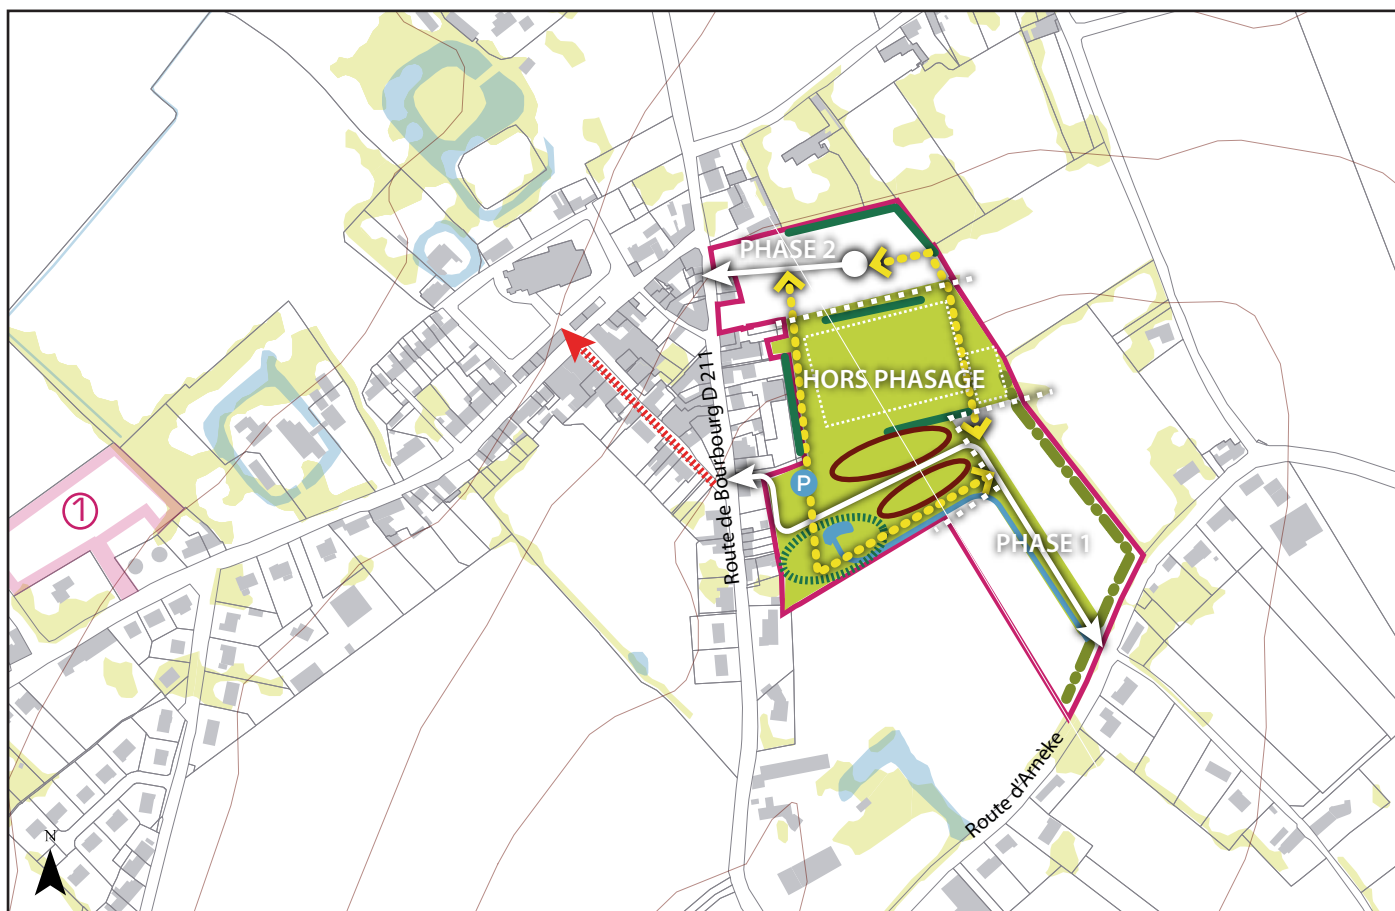 PHASE 2
HORS PHASAGE
Route de Bourbourg D 211
P
1
PHASE 1
Route d'Arnèke
N